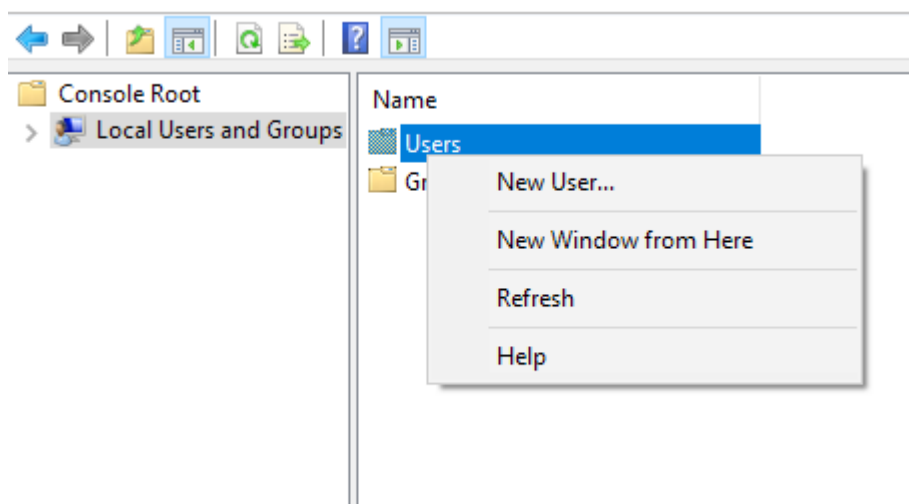 Console Root
Local Users and Groups
Name
Users
Gr
New User...
New Window from Here
Refresh
Help